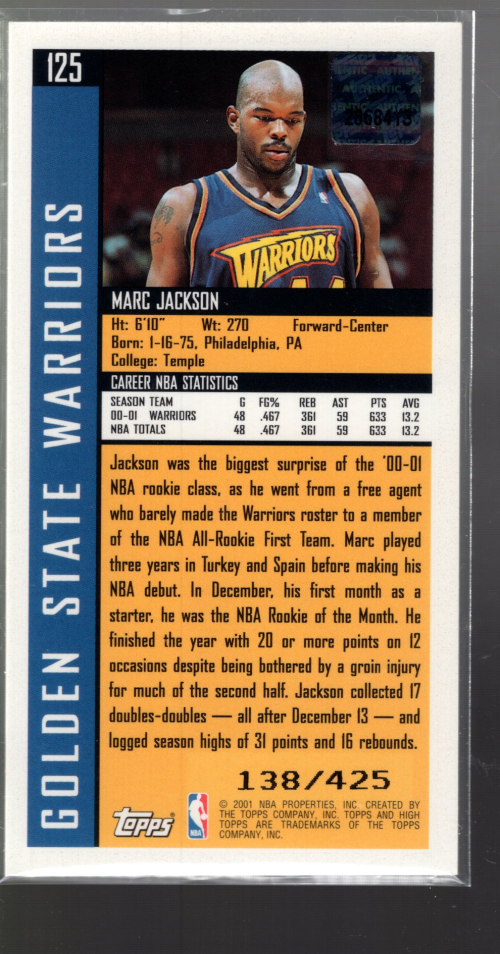 125
GOLDEN STATE WARRIORS
AUTHENTIC
WARRIORS
MARC JACKSON
Ht: 6'10" Wt: 270 Forward-Center
Born: 1-16-75, Philadelphia, PA
College: Temple
CAREER NBA STATISTICS
SEASON TEAM G FG% REB AST PTS AVG
00-01 WARRIORS 48 .467 361 59 633 13.2
NBA TOTALS 48 .467 361 59 633 13.2
Jackson was the biggest surprise of the '00-01
NBA rookie class, as he went from a free agent
who barely made the Warriors roster to a member
of the NBA All-Rookie First Team. Marc played
three years in Turkey and Spain before making his
NBA debut. In December, his first month as a
starter, he was the NBA Rookie of the Month. He
finished the year with 20 or more points on 12
occasions despite being bothered by a groin injury
for much of the second half. Jackson collected 17
doubles-doubles — all after December 13 — and
logged season highs of 31 points and 16 rebounds.
138/425
Topps
NBA
© 2001 NBA PROPERTIES, INC. CREATED BY
THE TOPPS COMPANY, INC. TOPPS AND HIGH
TOPPS ARE TRADEMARKS OF THE TOPPS
COMPANY, INC.